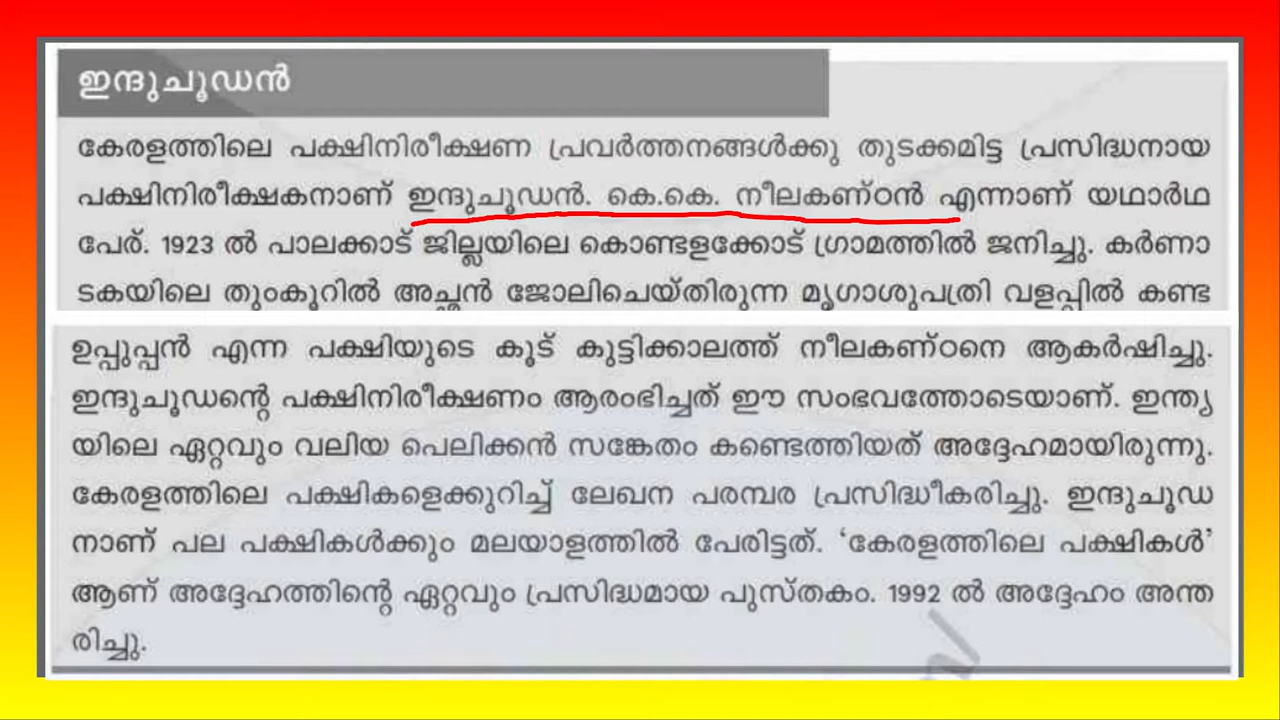 ഇന്ദുചൂഡൻ
കേരളത്തിലെ പക്ഷിനിരീക്ഷണ പ്രവർത്തനങ്ങൾക്കു തുടക്കമിട്ട പ്രസിദ്ധനായ
പക്ഷിനിരീക്ഷകനാണ് ഇന്ദുചൂഡൻ. കെ.കെ. നീലകണ്ഠൻ എന്നാണ് യഥാർഥ
പേര്. 1923 ൽ പാലക്കാട് ജില്ലയിലെ കൊണ്ടളക്കോട് ഗ്രാമത്തിൽ ജനിച്ചു. കർണാ
ടകയിലെ തുംകൂറിൽ അച്ഛൻ ജോലിചെയ്തിരുന്ന മൃഗാശുപത്രി വളപ്പിൽ കണ്ട
ഉപ്പുപ്പൻ എന്ന പക്ഷിയുടെ കൂട് കുട്ടിക്കാലത്ത് നീലകണ്ഠനെ ആകർഷിച്ചു.
ഇന്ദുചൂഡന്റെ പക്ഷിനിരീക്ഷണം ആരംഭിച്ചത് ഈ സംഭവത്തോടെയാണ്. ഇന്ത്യ
യിലെ ഏറ്റവും വലിയ പെലിക്കൻ സങ്കേതം കണ്ടെത്തിയത് അദ്ദേഹമായിരുന്നു.
കേരളത്തിലെ പക്ഷികളെക്കുറിച്ച് ലേഖന പരമ്പര പ്രസിദ്ധീകരിച്ചു. ഇന്ദുചൂഡ
നാണ് പല പക്ഷികൾക്കും മലയാളത്തിൽ പേരിട്ടത്. ‘കേരളത്തിലെ പക്ഷികൾ’
ആണ് അദ്ദേഹത്തിന്റെ ഏറ്റവും പ്രസിദ്ധമായ പുസ്തകം. 1992 ൽ അദ്ദേഹം അന്ത
രിച്ചു.